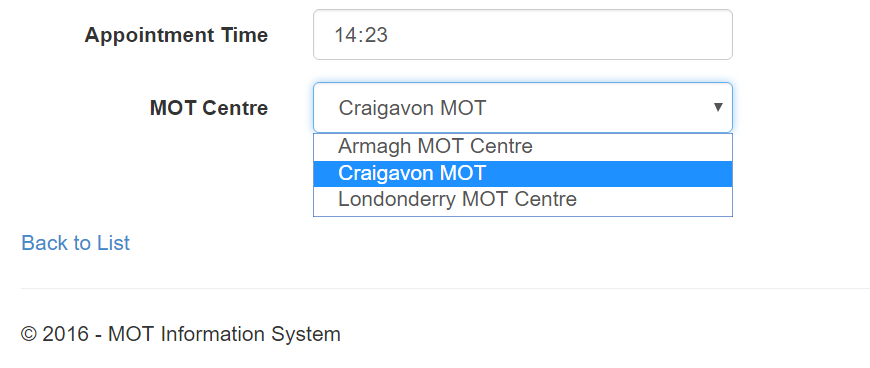 Appointment Time 14:23
MOT Centre Craigavon MOT
Armagh MOT Centre
Craigavon MOT
Londonderry MOT Centre
Back to List
© 2016 - MOT Information System